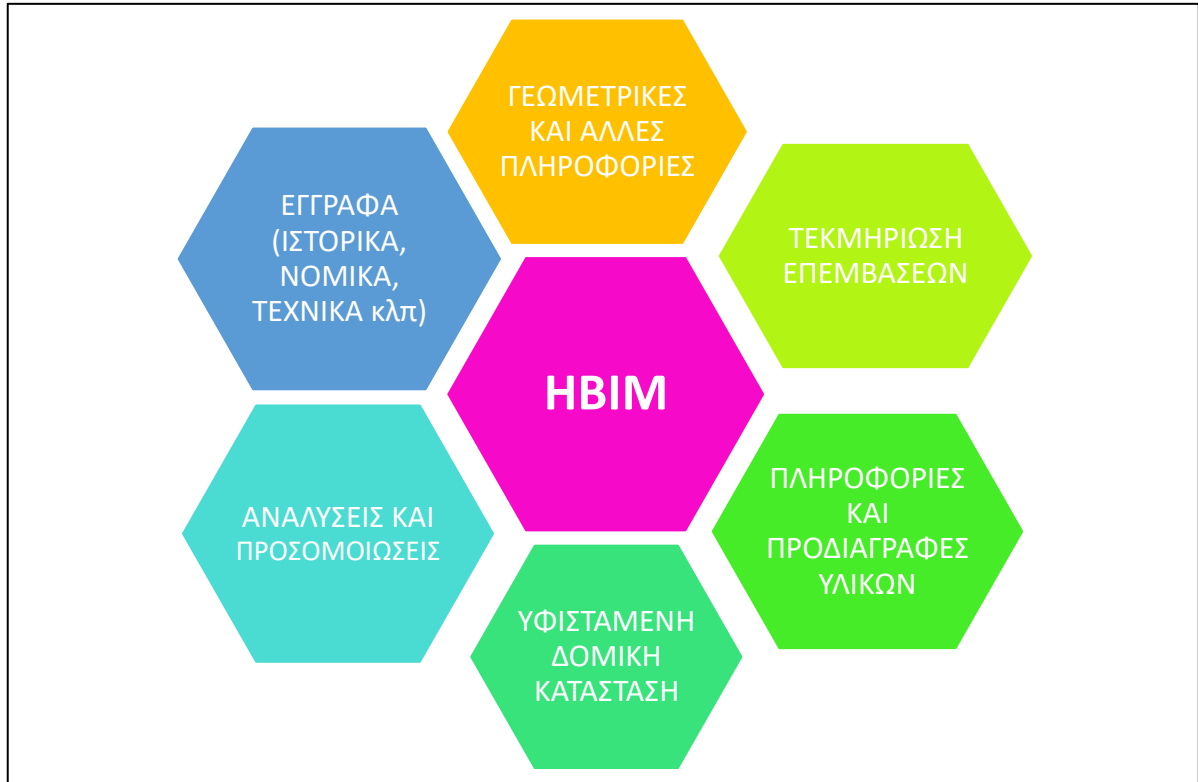 ΓΕΩΜΕΤΡΙΚΕΣ
ΚΑΙ ΑΛΛΕΣ
ΠΛΗΡΟΦΟΡΙΕΣ
ΕΓΓΡΑΦΑ
(ΙΣΤΟΡΙΚΑ,
ΝΟΜΙΚΑ,
ΤΕΧΝΙΚΑ κλπ)
ΤΕΚΜΗΡΙΩΣΗ
ΕΠΕΜΒΑΣΕΩΝ
HBIM
ΑΝΑΛΥΣΕΙΣ ΚΑΙ
ΠΡΟΣΟΜΟΙΩΣΕΙΣ
ΠΛΗΡΟΦΟΡΙΕΣ
ΚΑΙ
ΠΡΟΔΙΑΓΡΑΦΕΣ
ΥΛΙΚΩΝ
ΥΦΙΣΤΑΜΕΝΗ
ΔΟΜΙΚΗ
ΚΑΤΑΣΤΑΣΗ